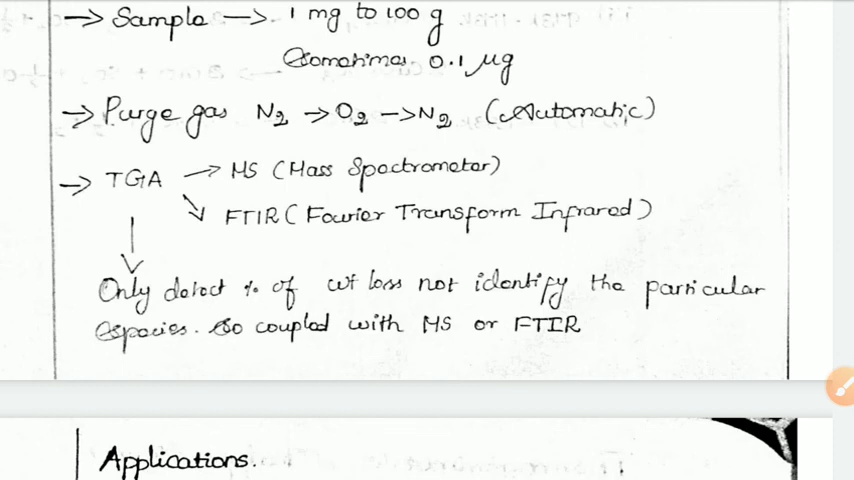 → Sample → 1 mg to 100 g
Sometimes 0.1 µg
→ Purge gas N2 → O2 → N2 (Automatic)
→ TGA → MS (Mass Spectrometer)
↘ FTIR (Fourier Transform Infrared)
↓
Only detect % of wt loss not identify the particular
species. So coupled with MS or FTIR
Applications.